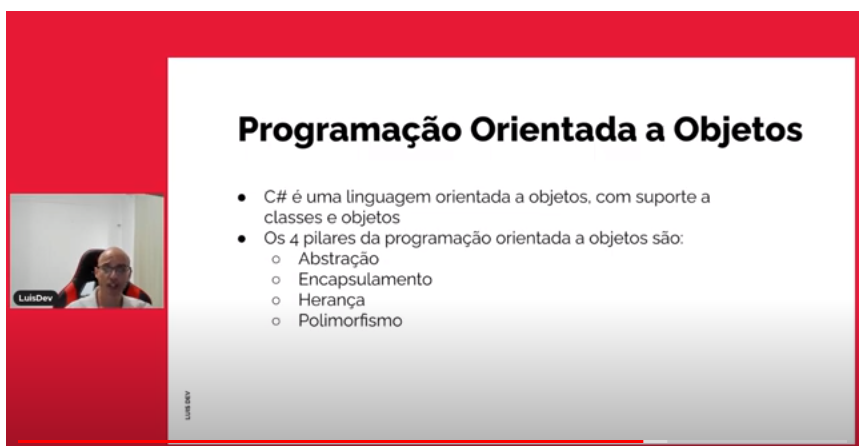 Programação Orientada a Objetos
● C# é uma linguagem orientada a objetos, com suporte a
classes e objetos
● Os 4 pilares da programação orientada a objetos são:
○ Abstração
○ Encapsulamento
○ Herança
○ Polimorfismo
LuisDev
LUIS DEV